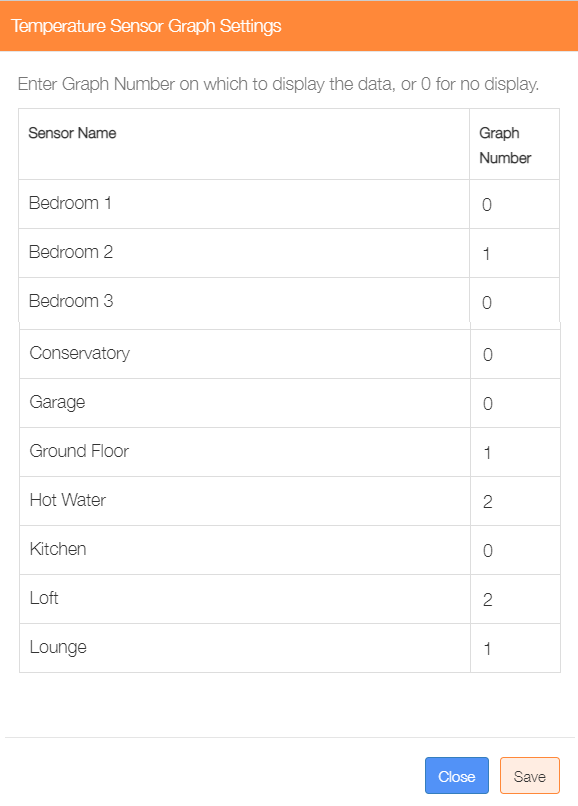 Temperature Sensor Graph Settings
Enter Graph Number on which to display the data, or 0 for no display.
Sensor Name Graph
Number
Bedroom 1 0
Bedroom 2 1
Bedroom 3 0
Conservatory 0
Garage 0
Ground Floor 1
Hot Water 2
Kitchen 0
Loft 2
Lounge 1
Close Save